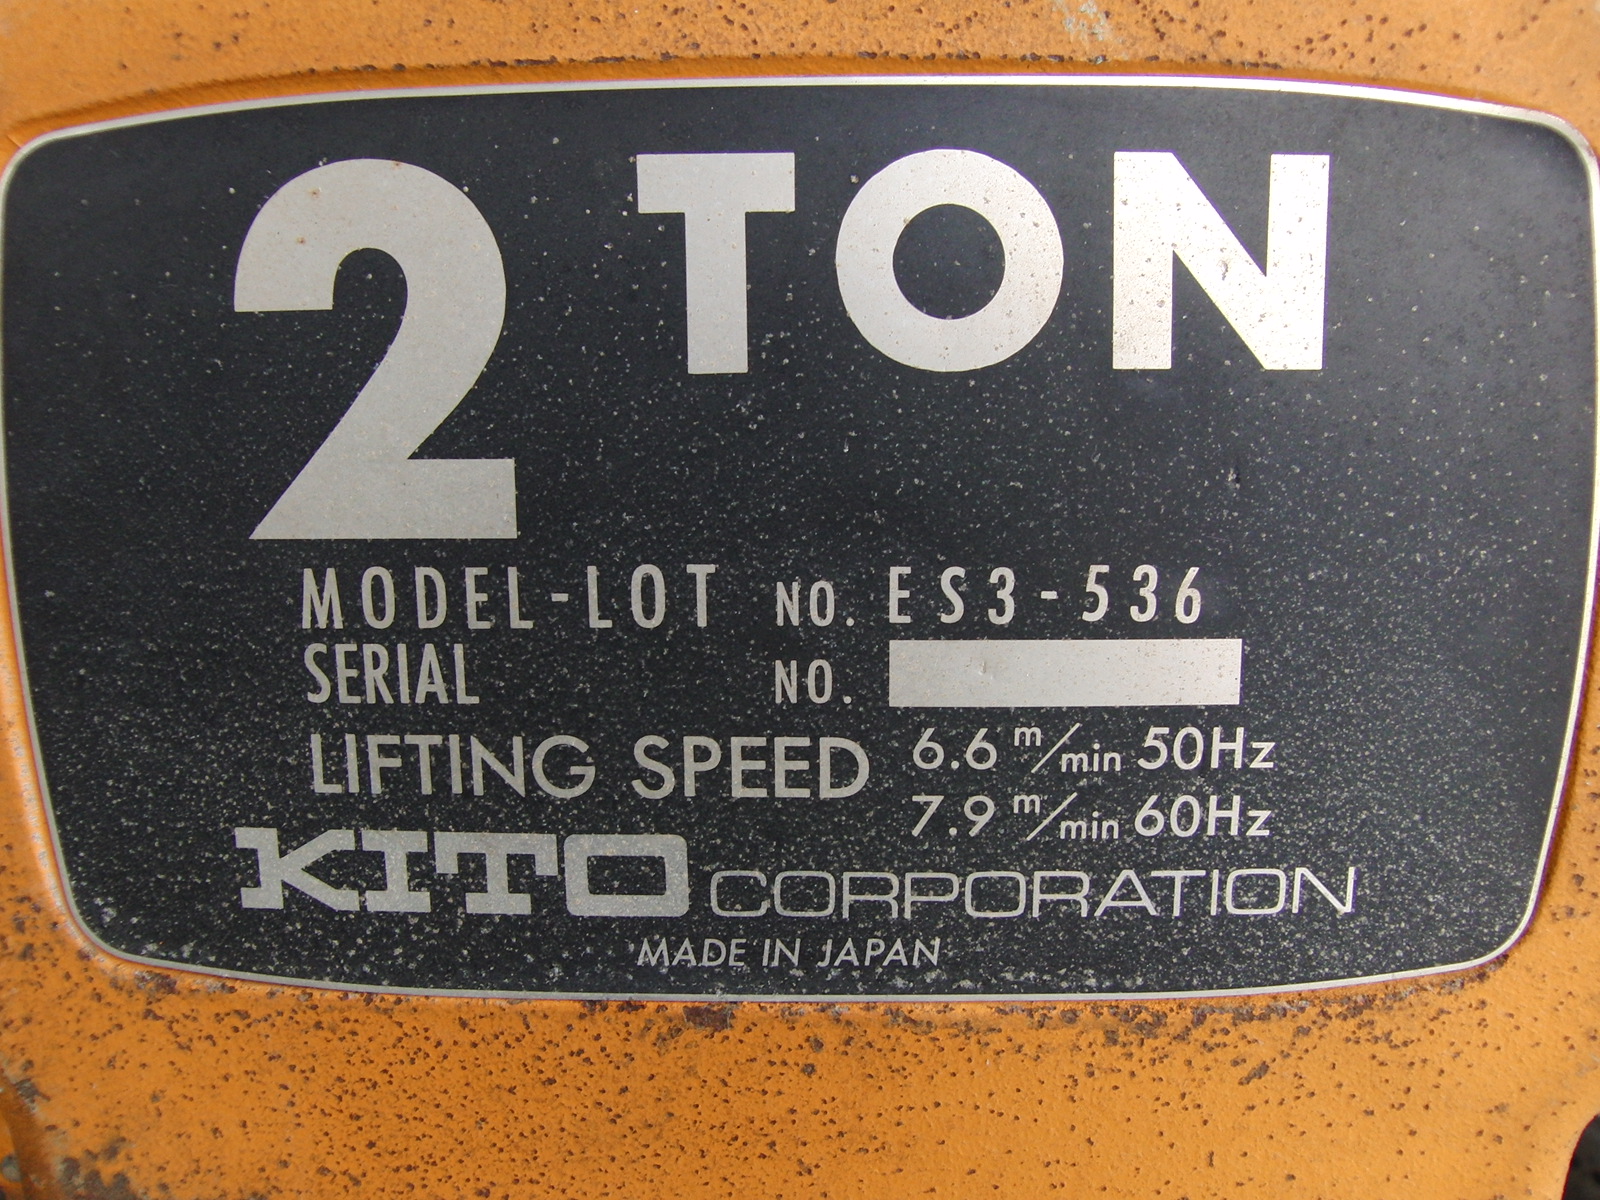 2 TON
MODEL-LOT NO. ES3-536
SERIAL NO.
LIFTING SPEED 6.6 m/min 50Hz
7.9 m/min 60Hz
KITO CORPORATION
MADE IN JAPAN